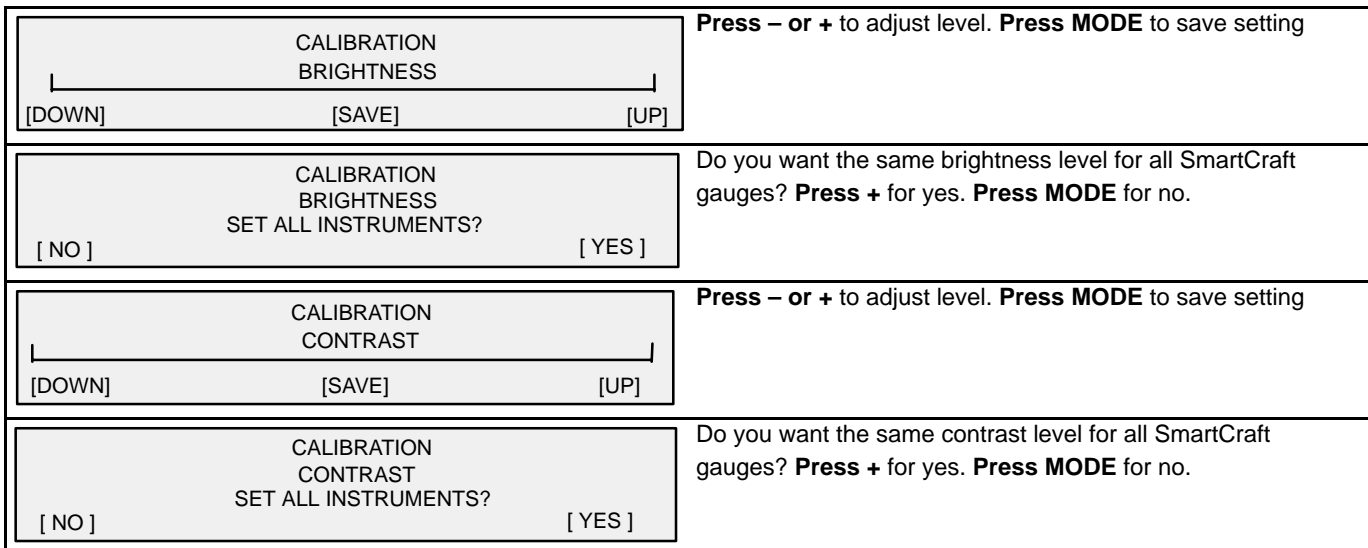 CALIBRATION
BRIGHTNESS
[DOWN] [SAVE] [UP]
Press – or + to adjust level. Press MODE to save setting
CALIBRATION
BRIGHTNESS
SET ALL INSTRUMENTS?
[ NO ] [ YES ]
Do you want the same brightness level for all SmartCraft
gauges? Press + for yes. Press MODE for no.
CALIBRATION
CONTRAST
[DOWN] [SAVE] [UP]
Press – or + to adjust level. Press MODE to save setting
CALIBRATION
CONTRAST
SET ALL INSTRUMENTS?
[ NO ] [ YES ]
Do you want the same contrast level for all SmartCraft
gauges? Press + for yes. Press MODE for no.